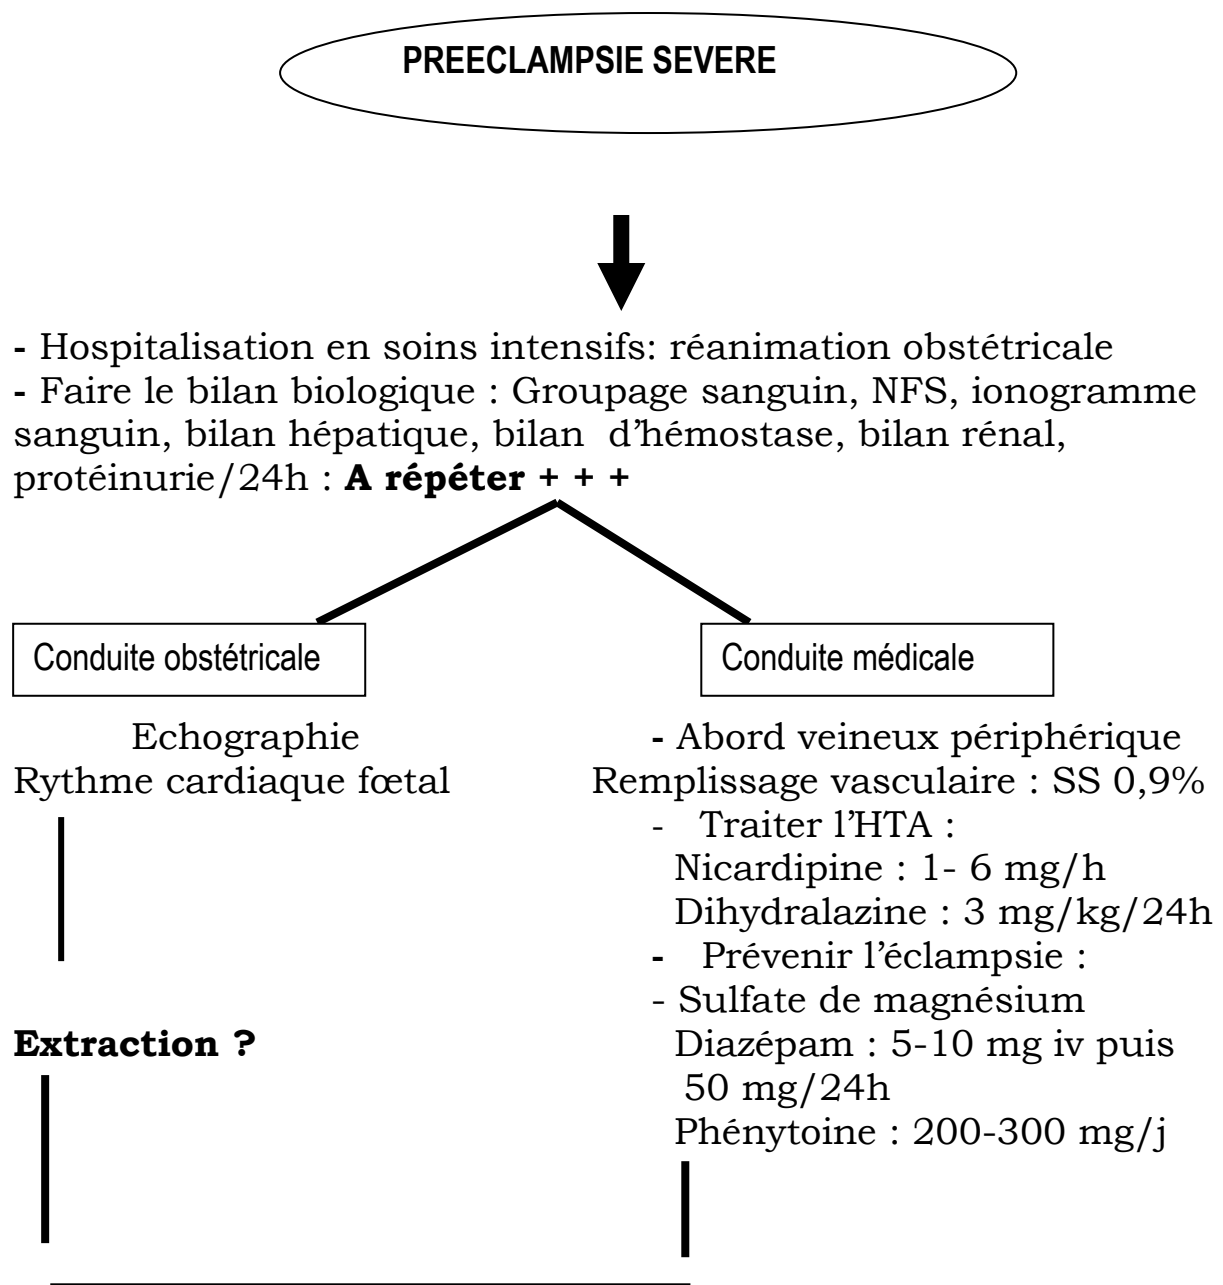 PREECLAMPSIE SEVERE
- Hospitalisation en soins intensifs: réanimation obstétricale
- Faire le bilan biologique : Groupage sanguin, NFS, ionogramme
sanguin, bilan hépatique, bilan d’hémostase, bilan rénal,
protéinurie/24h : A répéter + + +
Conduite obstétricale
Echographie
Rythme cardiaque fœtal
Extraction ?
Conduite médicale
- Abord veineux périphérique
Remplissage vasculaire : SS 0,9%
- Traiter l’HTA :
Nicardipine : 1- 6 mg/h
Dihydralazine : 3 mg/kg/24h
- Prévenir l’éclampsie :
- Sulfate de magnésium
Diazépam : 5-10 mg iv puis
50 mg/24h
Phénytoine : 200-300 mg/j